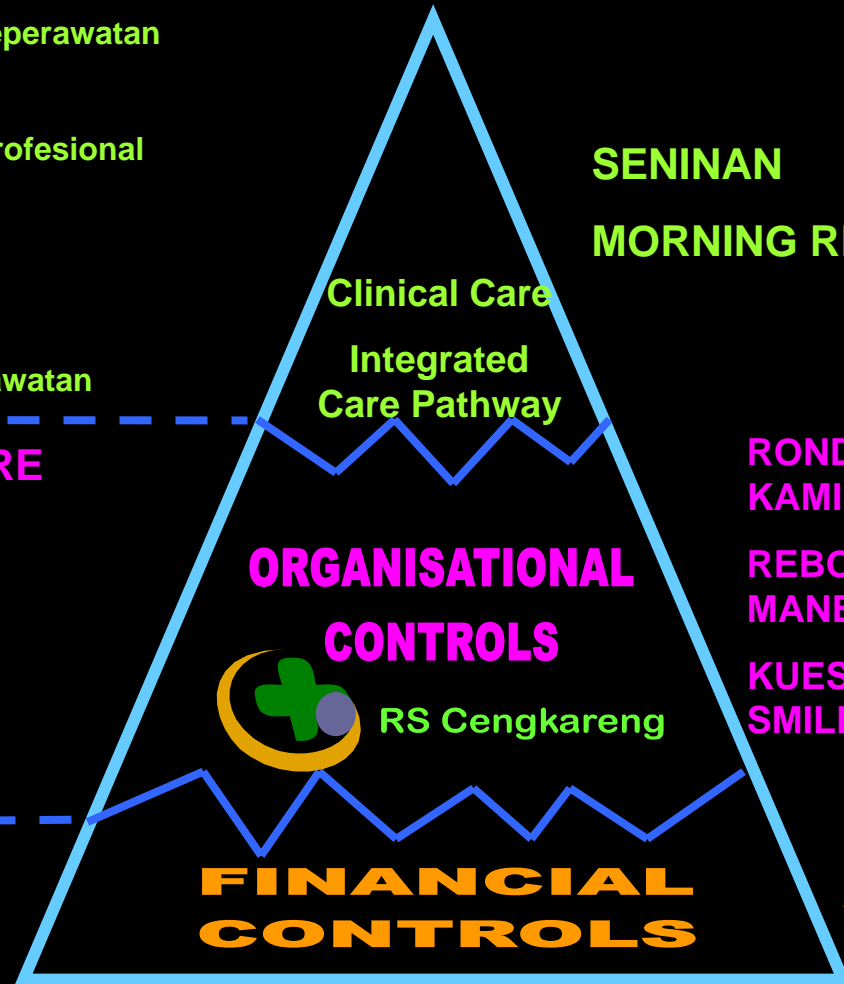 eperawatan
rofesional
SENINAN
MORNING R
Clinical Care
Integrated
Care Pathway
awatan
RE
ROND
KAMI
ORGANISATIONAL
CONTROLS
REBO
MANE
KUES
SMIL
RS Cengkareng
FINANCIAL
CONTROLS